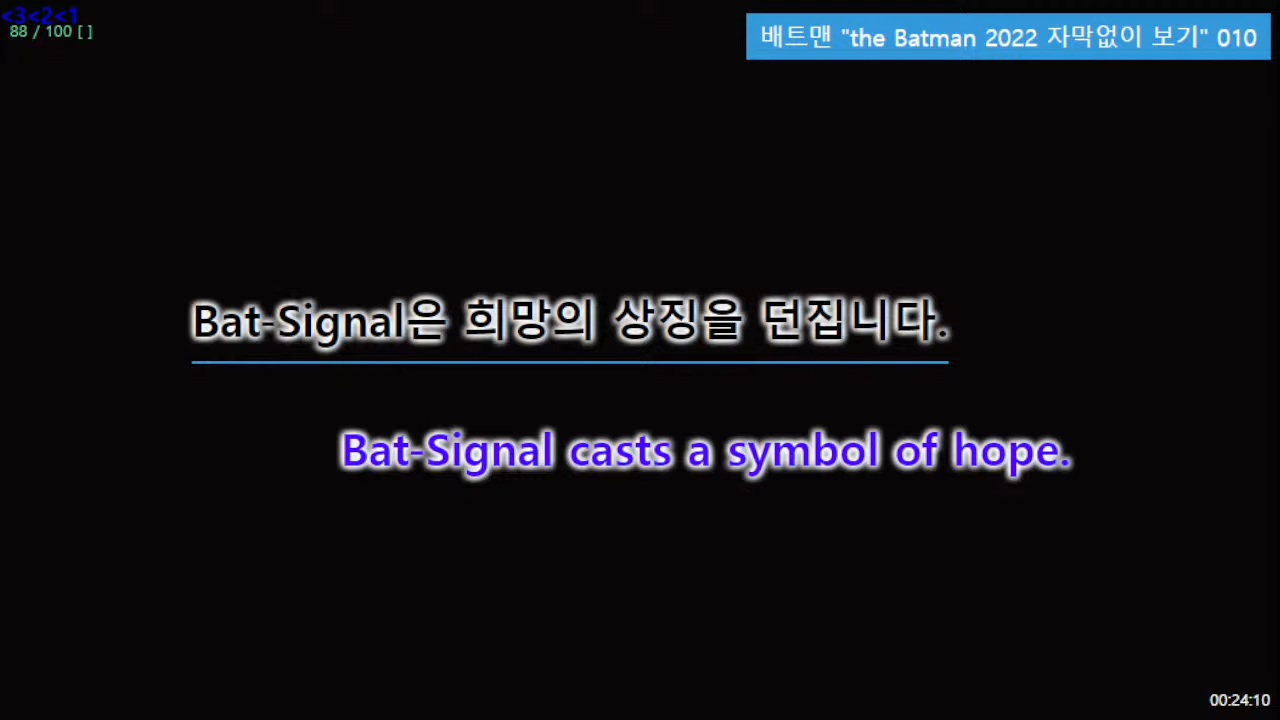 <3<2<1
88 / 100 [ ]
배트맨 "the Batman 2022 자막없이 보기" 010
Bat-Signal은 희망의 상징을 던집니다.
Bat-Signal casts a symbol of hope.
00:24:10